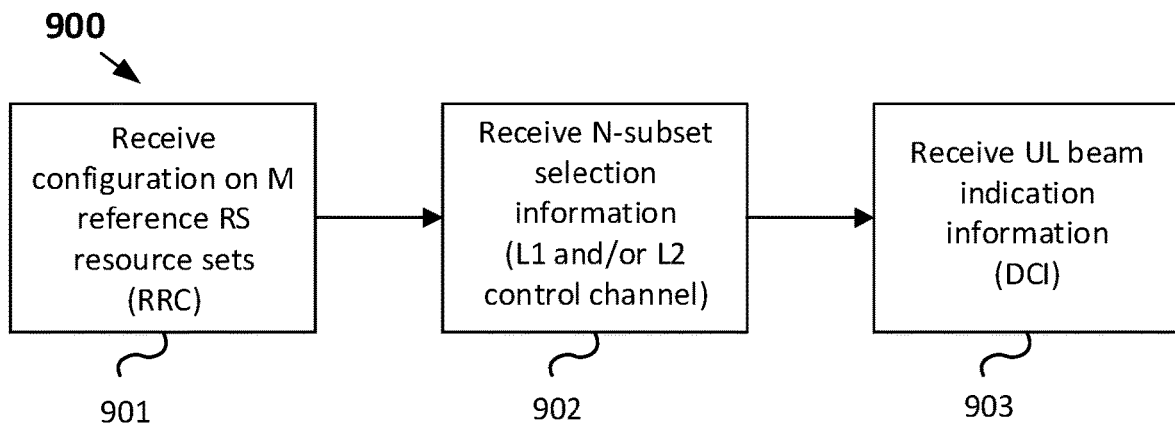 900
Receive
configuration on M
reference RS
resource sets
(RRC)
Receive N-subset
selection
information
(L1 and/or L2
control channel)
Receive UL beam
indication
information
(DCI)
901
902
903